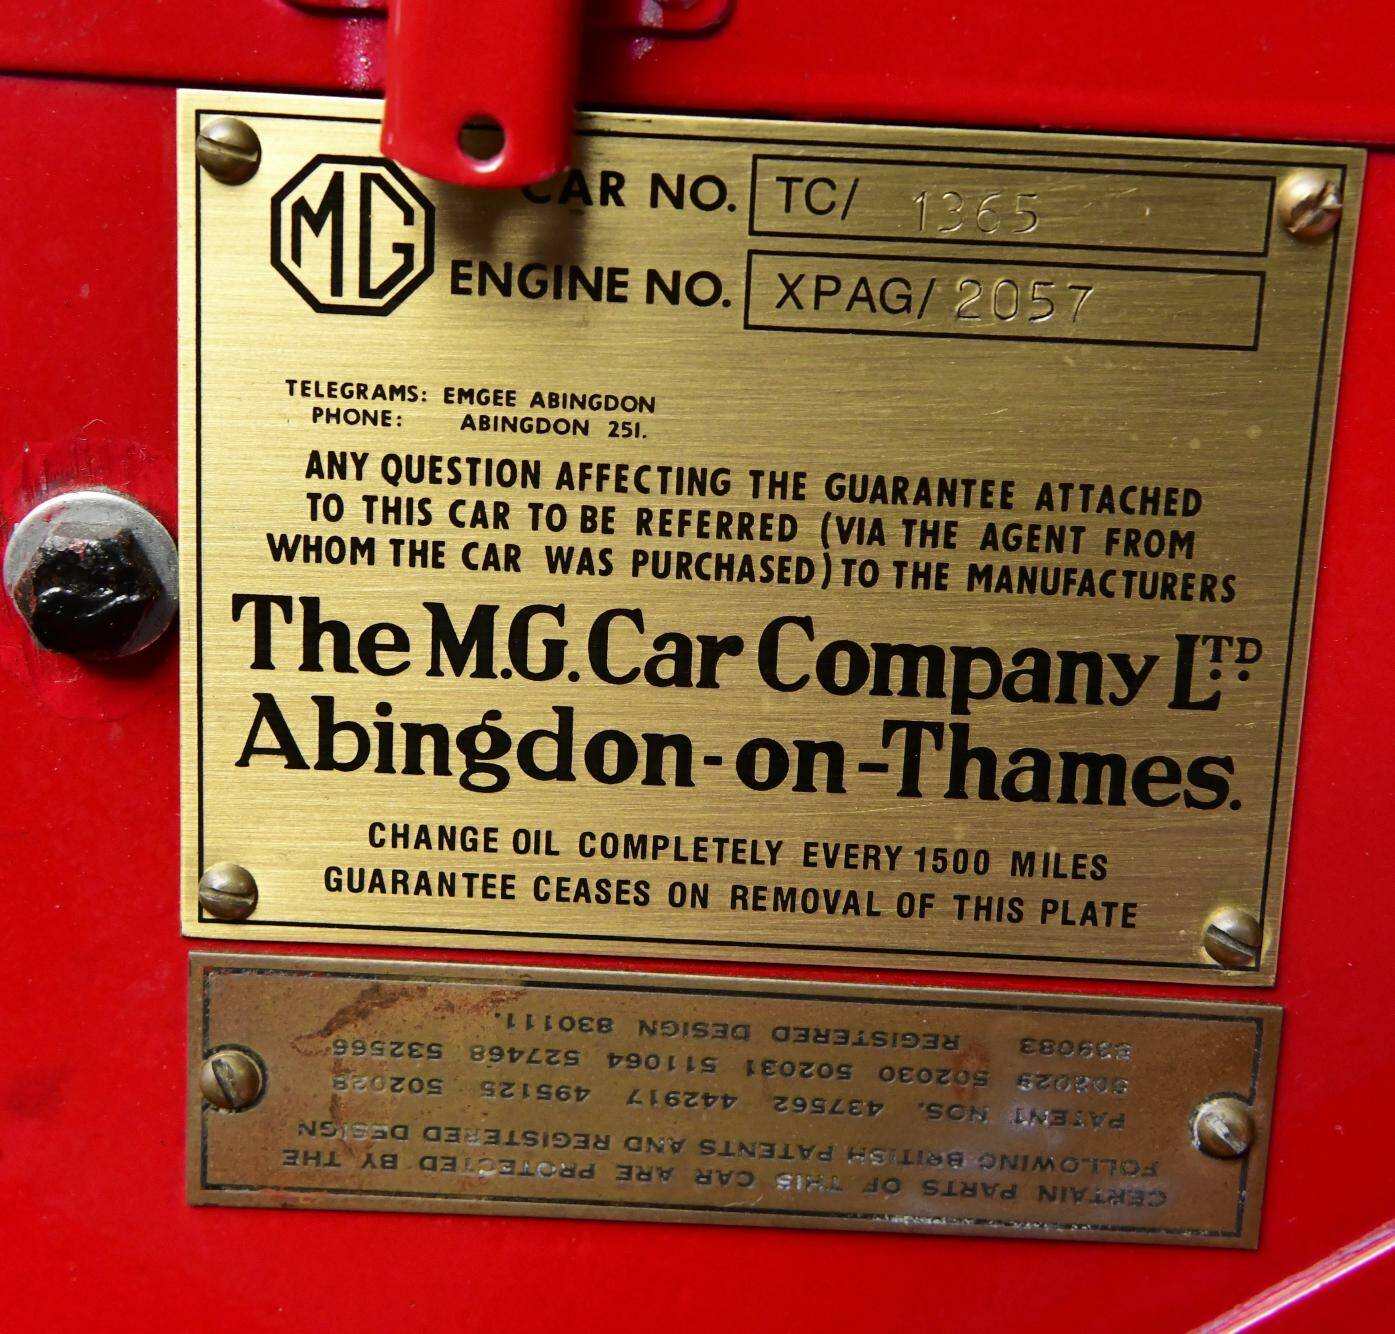 MG
CAR NO. TC/ 1365
ENGINE NO. XPAG/ 2057
TELEGRAMS: EMGEE ABINGDON
PHONE: ABINGDON 251.
ANY QUESTION AFFECTING THE GUARANTEE ATTACHED
TO THIS CAR TO BE REFERRED (VIA THE AGENT FROM
WHOM THE CAR WAS PURCHASED) TO THE MANUFACTURERS
The M.G. Car Company LTD.
Abingdon-on-Thames.
CHANGE OIL COMPLETELY EVERY 1500 MILES
GUARANTEE CEASES ON REMOVAL OF THIS PLATE
CERTAIN PARTS OF THIS CAR ARE PROTECTED BY THE
FOLLOWING BRITISH PATENTS AND REGISTERED DESIGN
PATENT NOS. 437562 442917 495125 502028
502029 502030 502031 511064 527468 532566
539083 REGISTERED DESIGN 830111.